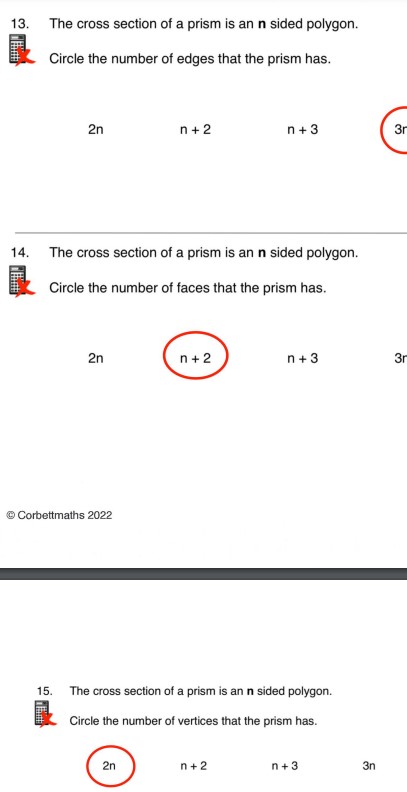 13. The cross section of a prism is an n sided polygon.
Circle the number of edges that the prism has.
2n n + 2 n + 3 3
14. The cross section of a prism is an n sided polygon.
Circle the number of faces that the prism has.
2n n + 2 n + 3 3
© Corbettmaths 2022
15. The cross section of a prism is an n sided polygon.
Circle the number of vertices that the prism has.
2n n + 2 n + 3 3n